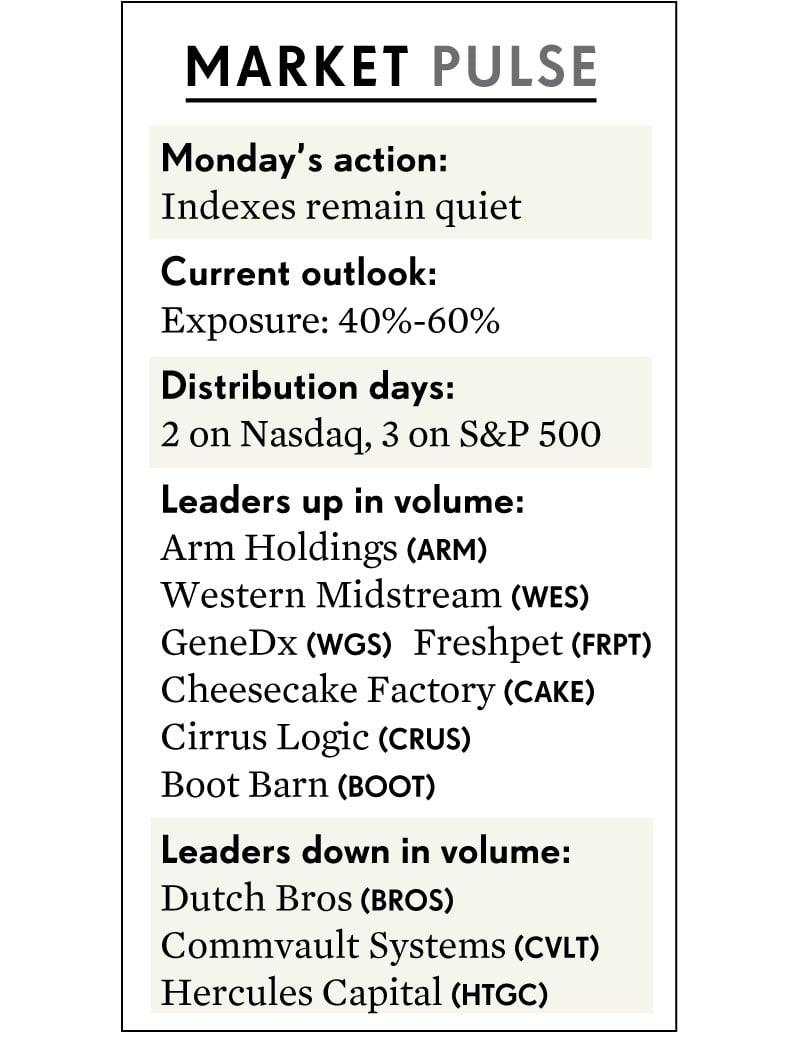 MARKET PULSE
Monday's action:
Indexes remain quiet
Current outlook:
Exposure: 40%-60%
Distribution days:
2 on Nasdaq, 3 on S&P 500
Leaders up in volume:
Arm Holdings (ARM)
Western Midstream (WES)
GeneDx (WGS) Freshpet (FRPT)
Cheesecake Factory (CAKE)
Cirrus Logic (CRUS)
Boot Barn (BOOT)
Leaders down in volume:
Dutch Bros (BROS)
Commvault Systems (CVLT)
Hercules Capital (HTGC)